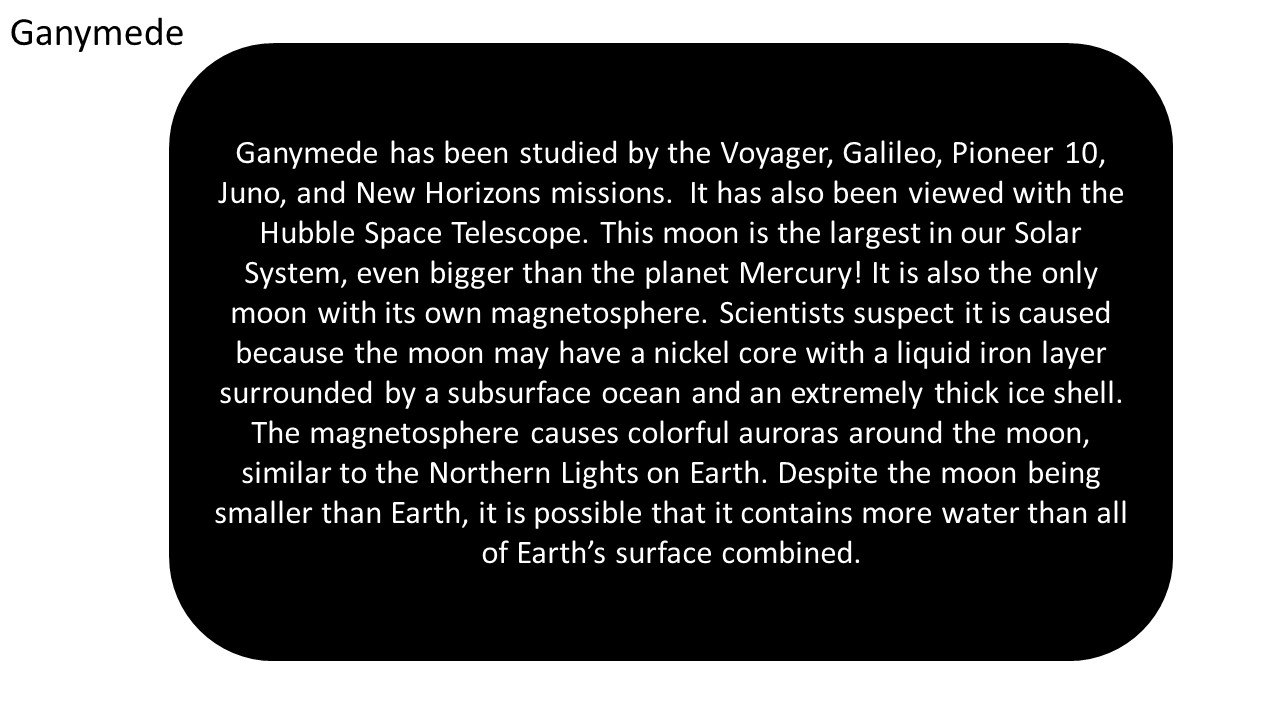 Ganymede
Ganymede has been studied by the Voyager, Galileo, Pioneer 10,
Juno, and New Horizons missions.  It has also been viewed with the
Hubble Space Telescope. This moon is the largest in our Solar
System, even bigger than the planet Mercury! It is also the only
moon with its own magnetosphere. Scientists suspect it is caused
because the moon may have a nickel core with a liquid iron layer
surrounded by a subsurface ocean and an extremely thick ice shell.
The magnetosphere causes colorful auroras around the moon,
similar to the Northern Lights on Earth. Despite the moon being
smaller than Earth, it is possible that it contains more water than all
of Earth’s surface combined.